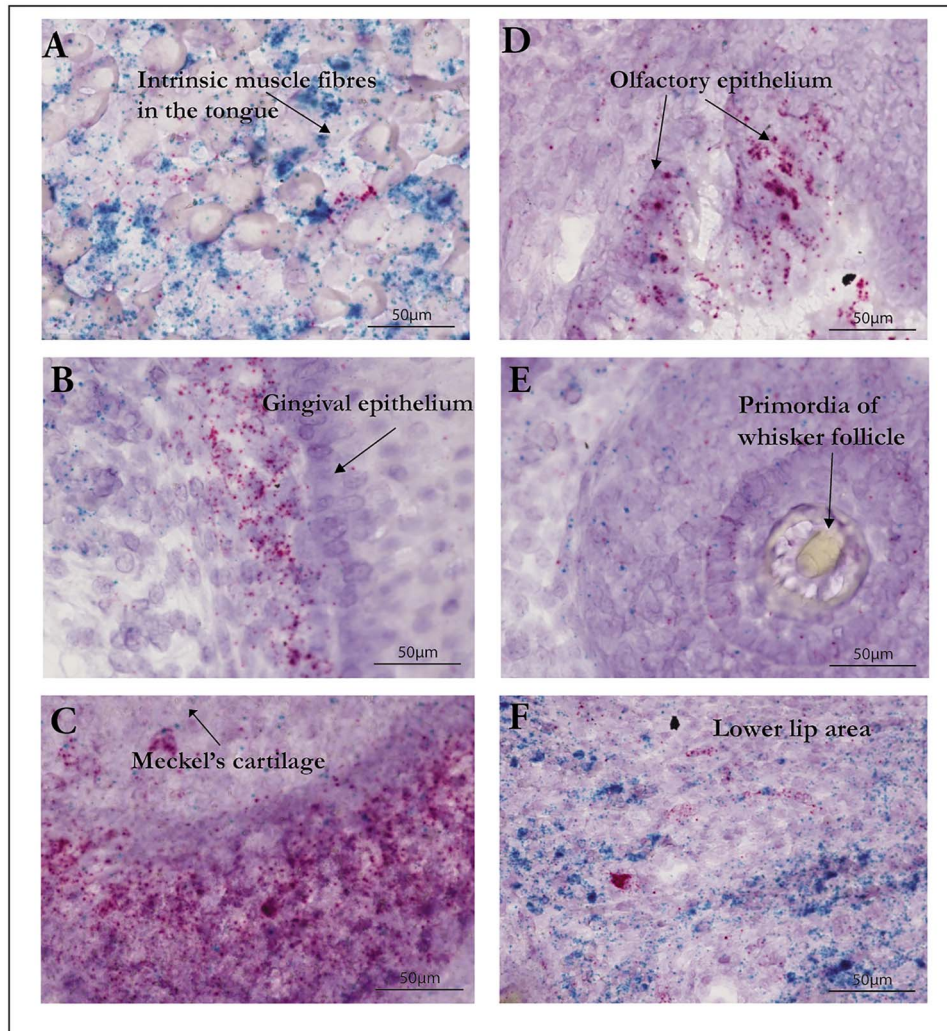 A
Intrinsic muscle fibres
in the tongue
50µm
B
Gingival epithelium
50µm
C
Meckel's cartilage
50µm
D
Olfactory epithelium
50µm
E
Primordia of
whisker follicle
50µm
F
Lower lip area
50µm